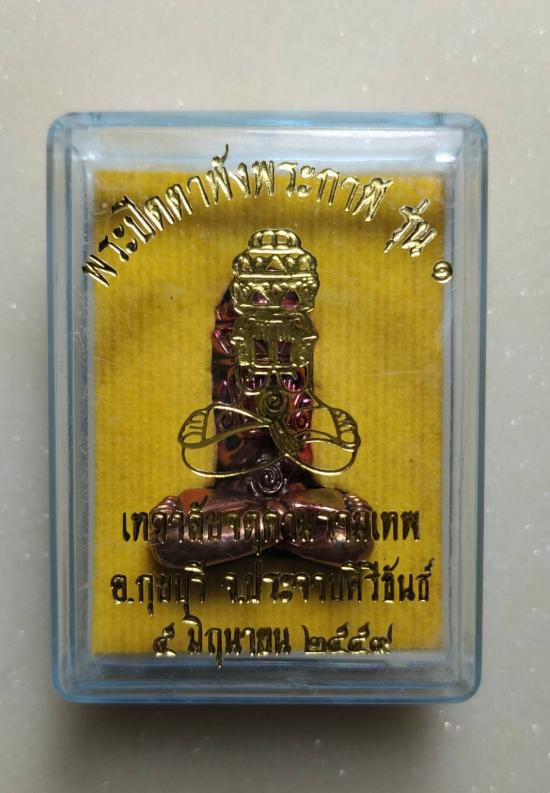 พระปิดตาพังพระกาฬ รุ่น ๑
เทวาลัยจตุคามรามเทพ
อ.กุยบุรี จ.ประจวบคีรีขันธ์
๕ มิถุนายน ๒๕๕๙